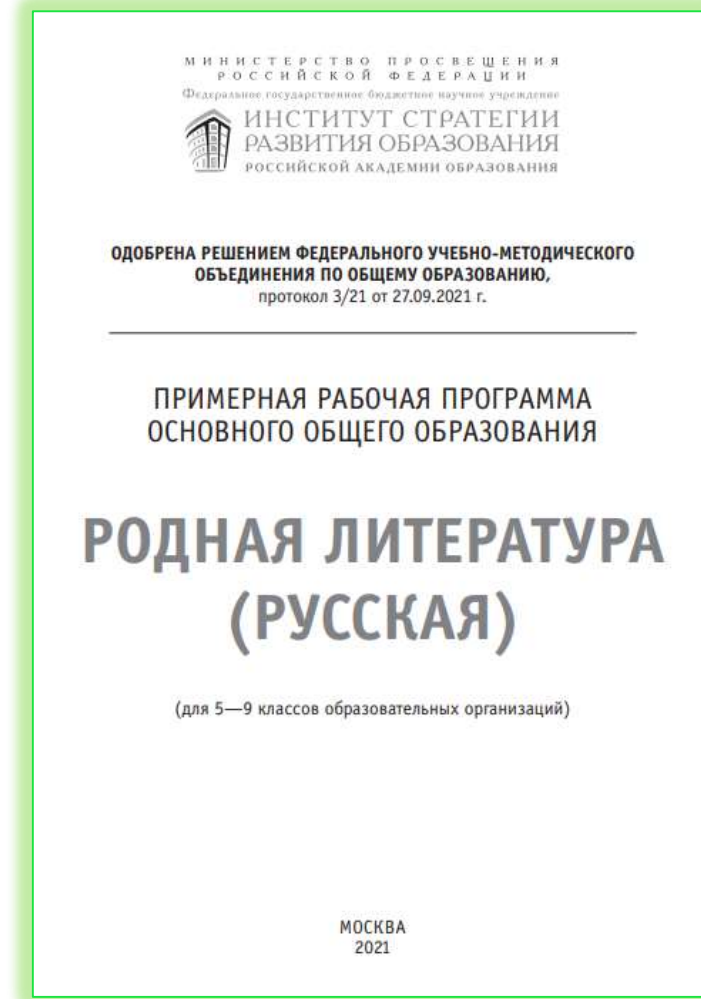 МИНИСТЕРСТВО ПРОСВЕЩЕНИЯ
РОССИЙСКОЙ ФЕДЕРАЦИИ
Федеральное государственное бюджетное научное учреждение
ИНСТИТУТ СТРАТЕГИИ
РАЗВИТИЯ ОБРАЗОВАНИЯ
РОССИЙСКОЙ АКАДЕМИИ ОБРАЗОВАНИЯ
ОДОБРЕНА РЕШЕНИЕМ ФЕДЕРАЛЬНОГО УЧЕБНО-МЕТОДИЧЕСКОГО
ОБЪЕДИНЕНИЯ ПО ОБЩЕМУ ОБРАЗОВАНИЮ,
протокол 3/21 от 27.09.2021 г.
ПРИМЕРНАЯ РАБОЧАЯ ПРОГРАММА
ОСНОВНОГО ОБЩЕГО ОБРАЗОВАНИЯ
РОДНАЯ ЛИТЕРАТУРА
(РУССКАЯ)
(для 5—9 классов образовательных организаций)
МОСКВА
2021